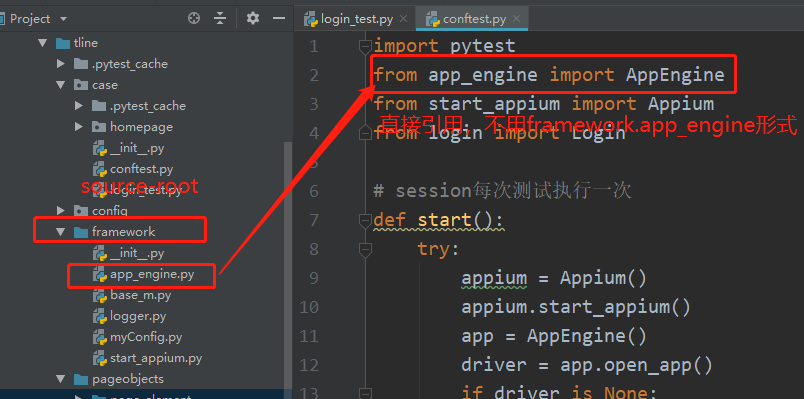 Project
login_test.py
conftest.py
tline
.pytest_cache
case
.pytest_cache
homepage
__init__.py
conftest.py
login_test.py
source-root
config
framework
__init__.py
app_engine.py
base_m.py
logger.py
myConfig.py
start_appium.py
pageobjects
1 import pytest
2 from app_engine import AppEngine
3 from start_appium import Appium
直接引用，不用framework.app_engine形式
4 from login import Login
5
6 # session每次测试执行一次
7 def start():
8 try:
9 appium = Appium()
10 appium.start_appium()
11 app = AppEngine()
12 driver = app.open_app()
13 if driver is None: